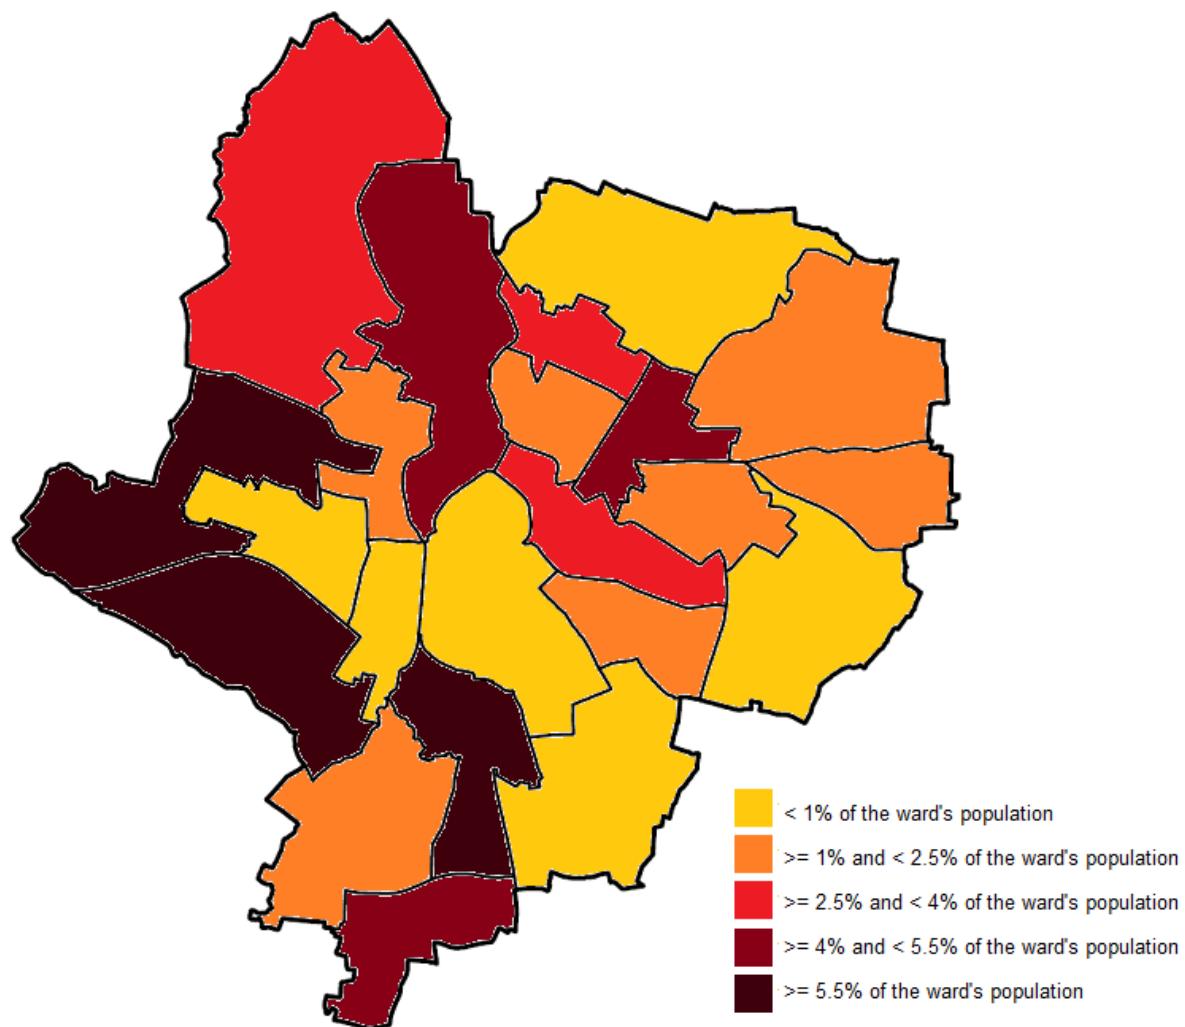 < 1% of the ward's population
>= 1% and < 2.5% of the ward's population
>= 2.5% and < 4% of the ward's population
>= 4% and < 5.5% of the ward's population
>= 5.5% of the ward's population